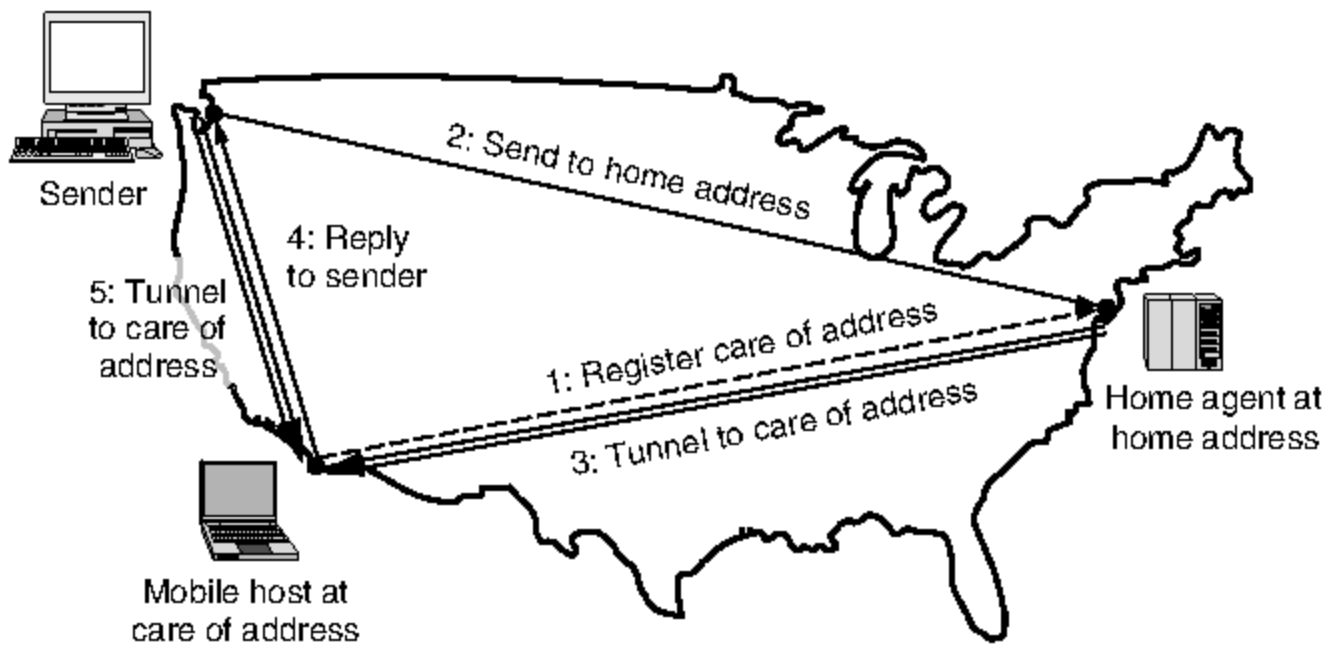 Sender
2: Send to home address
4: Reply
to sender
5: Tunnel
to care of
address
1: Register care of address
3: Tunnel to care of address
Home agent at
home address
Mobile host at
care of address